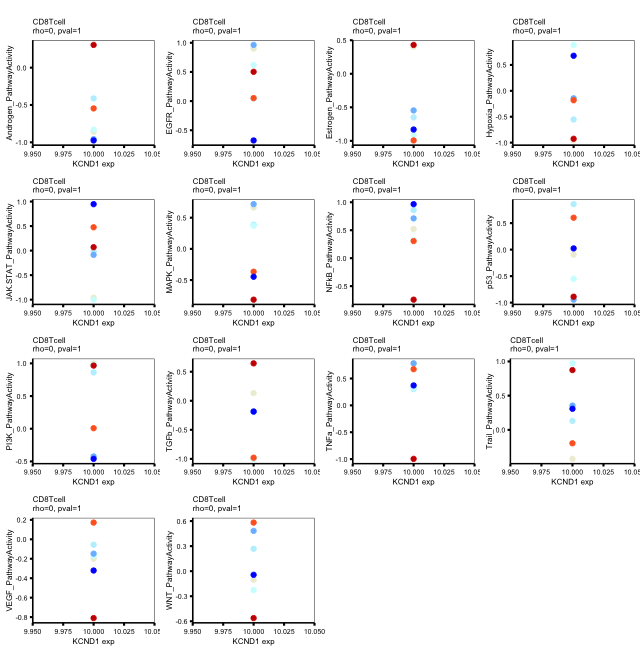 CD8Tcell
rho=0, pval=1
Androgen_PathwayActivity
0.0
-0.5
-1.0
9.950 9.975 10.000 10.025 10.05
KCND1 exp
CD8Tcell
rho=0, pval=1
EGFR_PathwayActivity
1.0
0.5
0.0
-0.5
9.950 9.975 10.000 10.025 10.05
KCND1 exp
CD8Tcell
rho=0, pval=1
Estrogen_PathwayActivity
0.5
0.0
-0.5
-1.0
9.950 9.975 10.000 10.025 10.05
KCND1 exp
CD8Tcell
rho=0, pval=1
Hypoxia_PathwayActivity
0.5
0.0
-0.5
-1.0
9.950 9.975 10.000 10.025 10.05
KCND1 exp
CD8Tcell
rho=0, pval=1
JAK.STAT_PathwayActivity
1.0
0.5
0.0
-0.5
-1.0
9.950 9.975 10.000 10.025 10.05
KCND1 exp
CD8Tcell
rho=0, pval=1
MAPK_PathwayActivity
0.5
0.0
-0.5
9.950 9.975 10.000 10.025 10.05
KCND1 exp
CD8Tcell
rho=0, pval=1
NFkB_PathwayActivity
1.0
0.5
0.0
-0.5
9.950 9.975 10.000 10.025 10.05
KCND1 exp
CD8Tcell
rho=0, pval=1
p53_PathwayActivity
0.5
0.0
-0.5
-1.0
9.950 9.975 10.000 10.025 10.05
KCND1 exp
CD8Tcell
rho=0, pval=1
PI3K_PathwayActivity
1.0
0.5
0.0
-0.5
9.950 9.975 10.000 10.025 10.05
KCND1 exp
CD8Tcell
rho=0, pval=1
TGFb_PathwayActivity
0.5
0.0
-0.5
-1.0
9.950 9.975 10.000 10.025 10.05
KCND1 exp
CD8Tcell
rho=0, pval=1
TNFa_PathwayActivity
0.5
0.0
-0.5
-1.0
9.950 9.975 10.000 10.025 10.05
KCND1 exp
CD8Tcell
rho=0, pval=1
Trail_PathwayActivity
0.5
0.0
9.950 9.975 10.000 10.025 10.05
KCND1 exp
CD8Tcell
rho=0, pval=1
VEGF_PathwayActivity
0.2
0.0
-0.2
-0.4
-0.6
-0.8
9.950 9.975 10.000 10.025 10.05
KCND1 exp
CD8Tcell
rho=0, pval=1
WNT_PathwayActivity
0.6
0.3
0.0
-0.3
-0.6
9.950 9.975 10.000 10.025 10.050
KCND1 exp